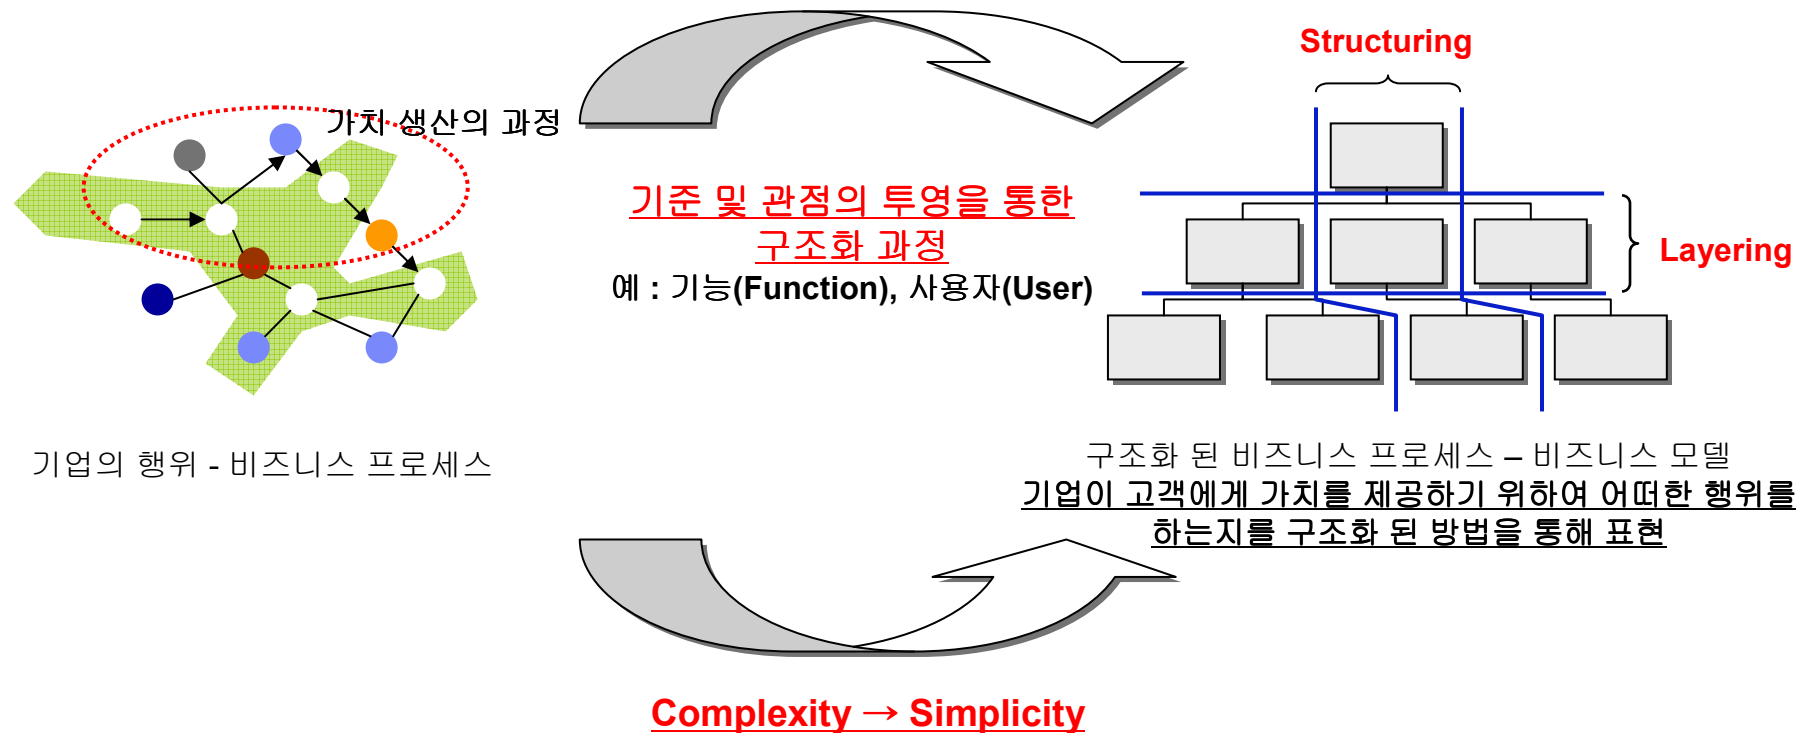 Structuring
가치 생산의 과정
기준 및 관점의 투영을 통한
구조화 과정
예 : 기능(Function), 사용자(User)
Layering
기업의 행위 - 비즈니스 프로세스
구조화 된 비즈니스 프로세스 – 비즈니스 모델
기업이 고객에게 가치를 제공하기 위하여 어떠한 행위를
하는지를 구조화 된 방법을 통해 표현
Complexity → Simplicity